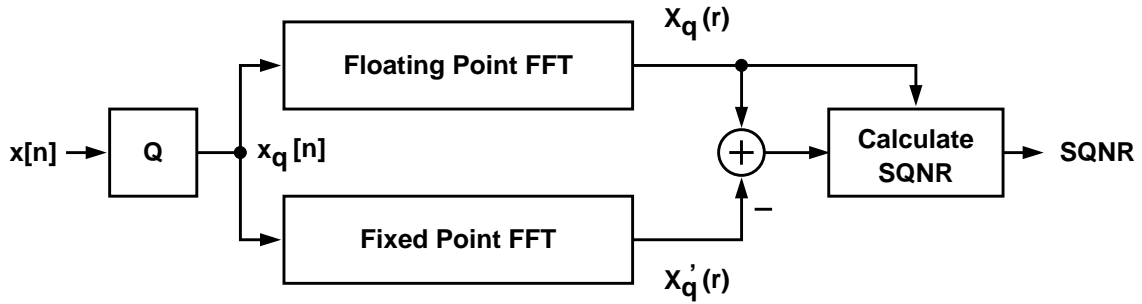 X_q(r)
Floating Point FFT
x[n]
Q
x_q[n]
+
Calculate
SQNR
SQNR
−
Fixed Point FFT
X_q'(r)